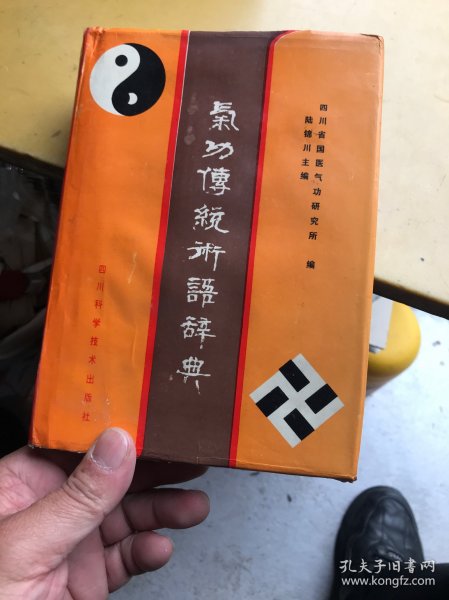 四川省国医气功研究所 编
陆锦川主编
氣功傳統術語辞典
四川科学技术出版社
孔夫子旧书网
www.kongfz.com